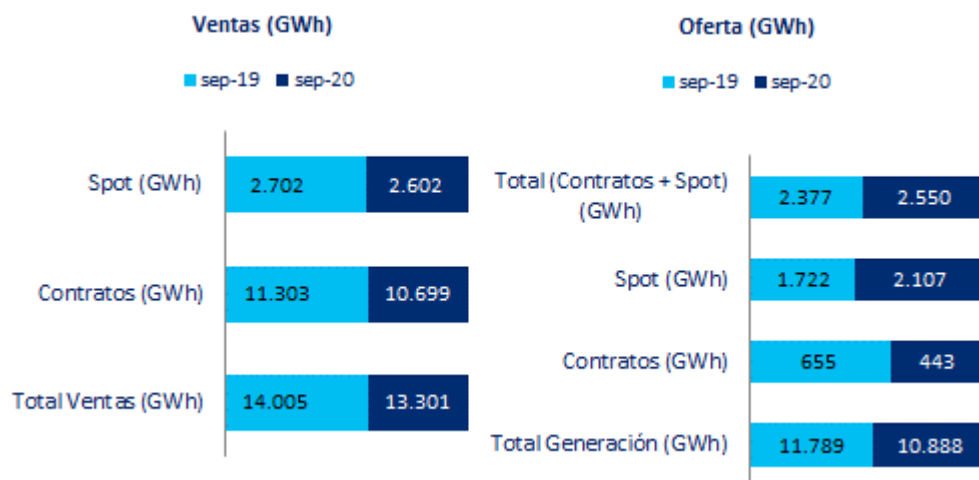 Ventas (GWh)
sep-19 sep-20
Spot (GWh) 2.702 2.602
Contratos (GWh) 11.303 10.699
Total Ventas (GWh) 14.005 13.301
Oferta (GWh)
sep-19 sep-20
Total (Contratos + Spot)
(GWh) 2.377 2.550
Spot (GWh) 1.722 2.107
Contratos (GWh) 655 443
Total Generación (GWh) 11.789 10.888